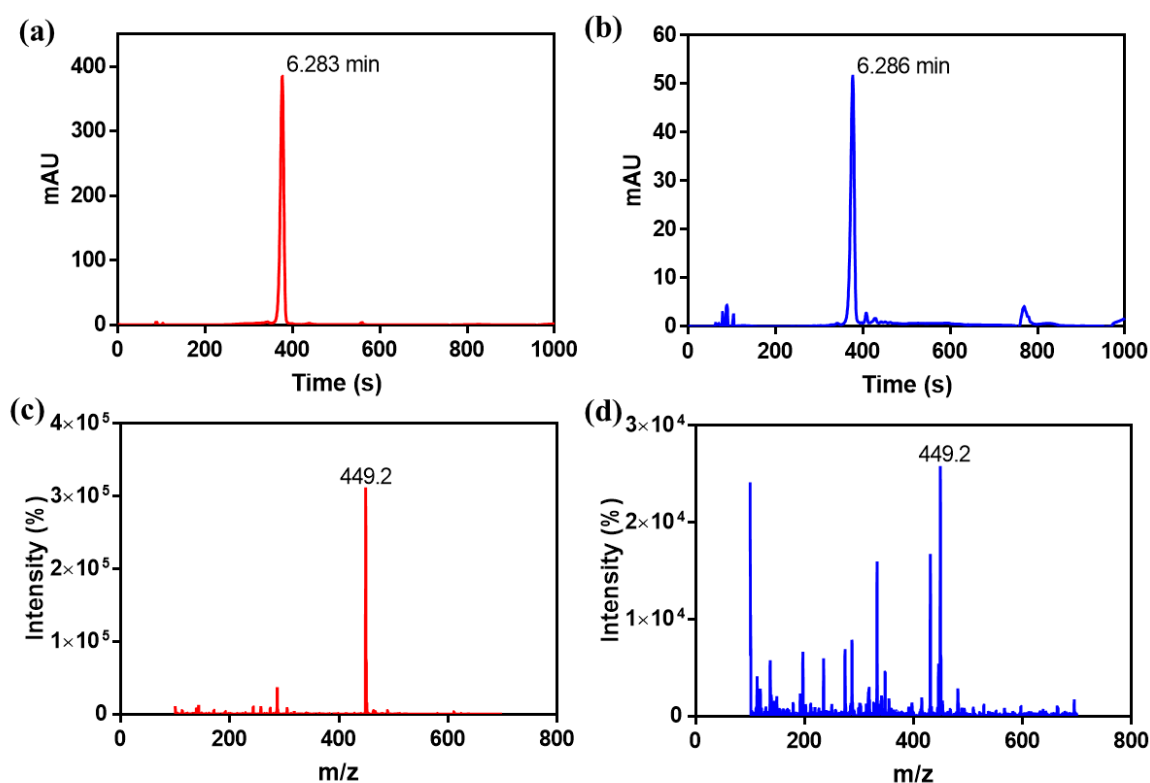 (a)
400
300
200
100
0
mAU
6.283 min
0 200 400 600 800 1000
Time (s)
(b)
60
50
40
30
20
10
0
mAU
6.286 min
0 200 400 600 800 1000
Time (s)
(c)
4×10⁵
3×10⁵
2×10⁵
1×10⁵
0
Intensity (%)
449.2
0 200 400 600 800
m/z
(d)
3×10⁴
2×10⁴
1×10⁴
0
Intensity (%)
449.2
0 200 400 600 800
m/z